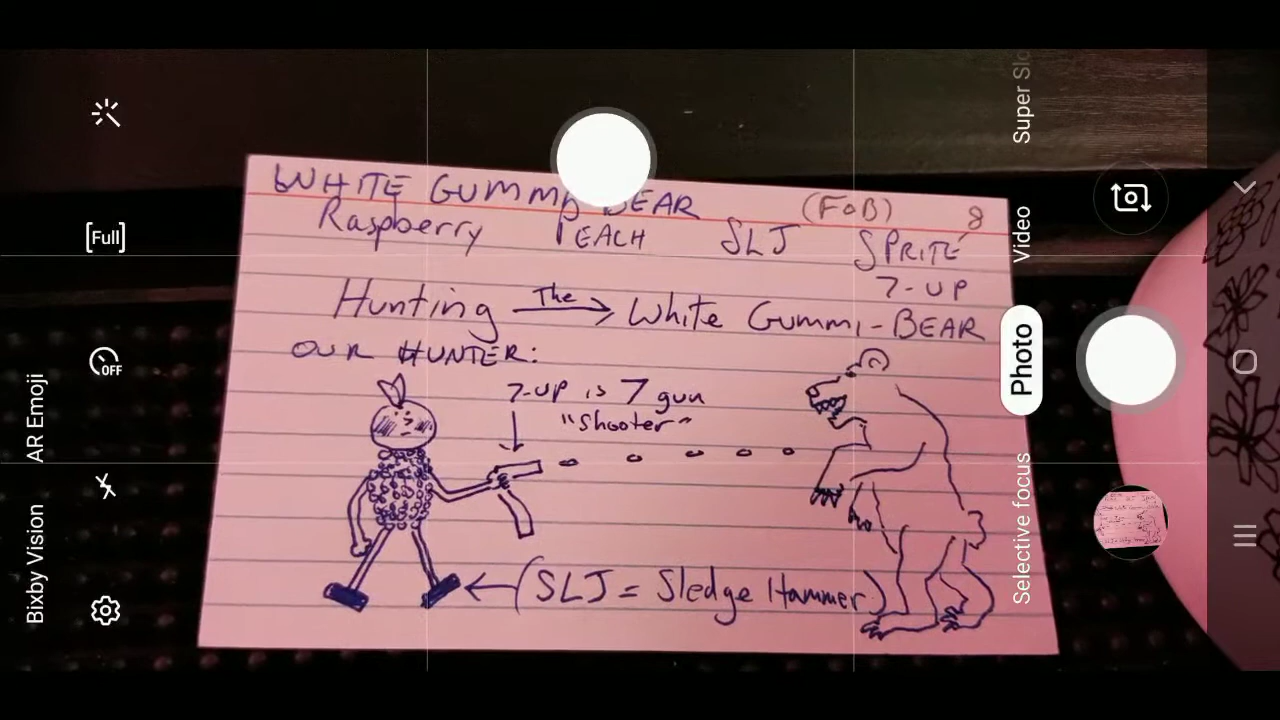 WHITE GUMMY BEAR (FOB) 8
Raspberry PEACH SLJ SPRITE
7-UP
Hunting The White Gummi-BEAR
OUR HUNTER:
7-UP is 7 gun
"Shooter"
(SLJ = Sledge Hammer)
[Full]
OFF
AR Emoji
Bixby Vision
Super Slo
Video
Photo
Selective focus